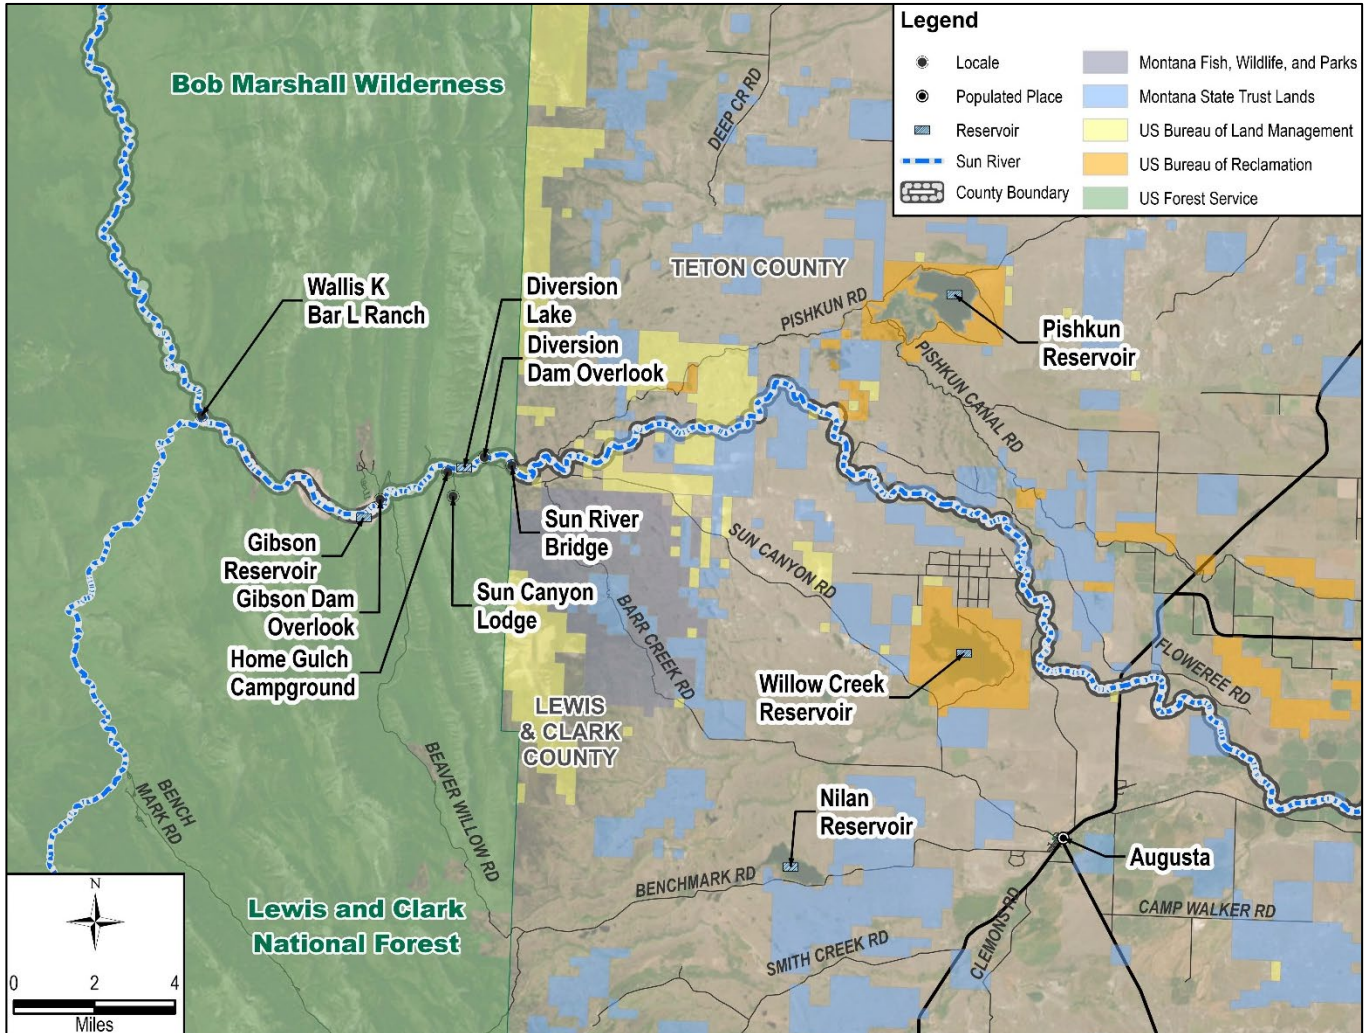 Legend
Locale
Populated Place
Reservoir
Sun River
County Boundary
Montana Fish, Wildlife, and Parks
Montana State Trust Lands
US Bureau of Land Management
US Bureau of Reclamation
US Forest Service
Bob Marshall Wilderness
DEEP CR RD
TETON COUNTY
Wallis K
Bar L Ranch
Diversion
Lake
Diversion
Dam Overlook
PISHKUN RD
Pishkun
Reservoir
PISHKUN CANAL RD
Gibson
Reservoir
Gibson Dam
Overlook
Home Gulch
Campground
Sun Canyon
Lodge
Sun River
Bridge
SUN CANYON RD
BARR CREEK RD
Willow Creek
Reservoir
FLOWEREE RD
LEWIS
& CLARK
COUNTY
BEAVER WILLOW RD
BENCH
MARK RD
Nilan
Reservoir
Augusta
BENCHMARK RD
CLEMONS RD
CAMP WALKER RD
SMITH CREEK RD
Lewis and Clark
National Forest
N
0 2 4
Miles